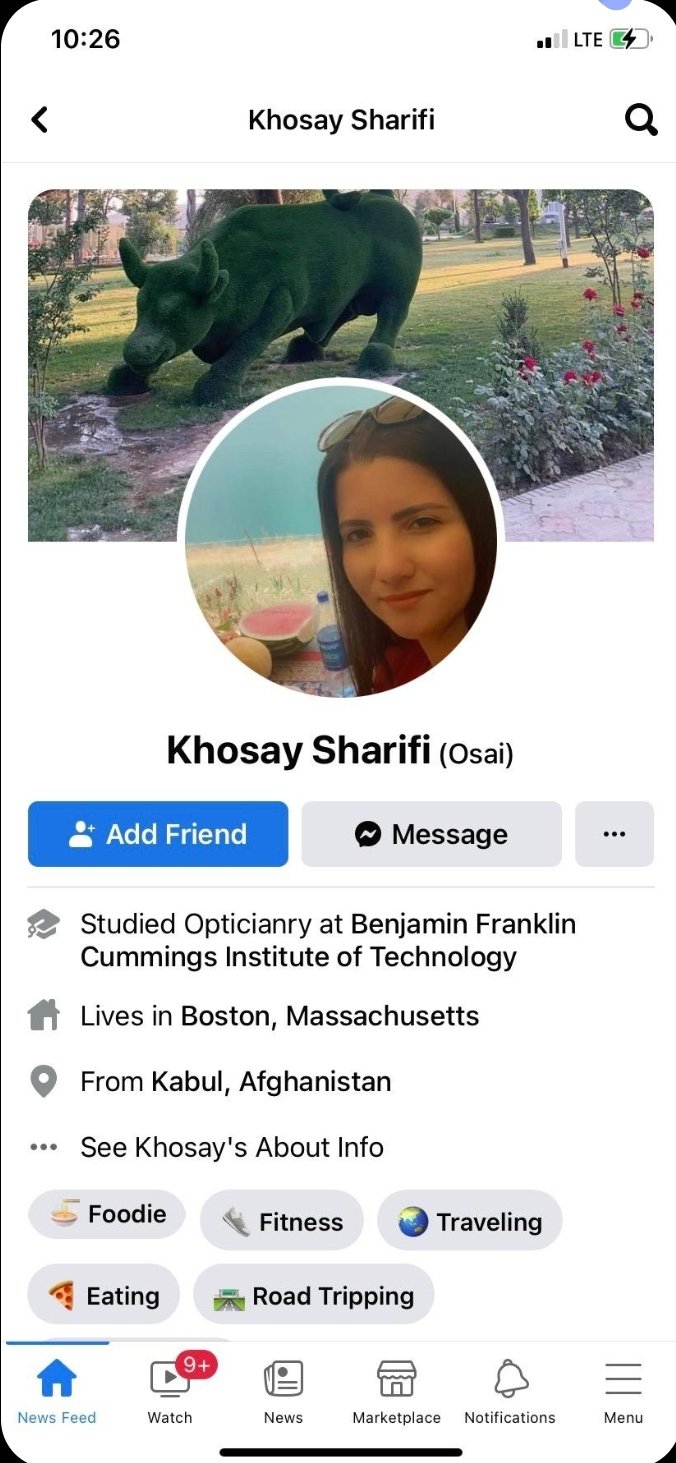 10:26
LTE
Khosay Sharifi
Khosay Sharifi (Osai)
Add Friend
Message
Studied Opticianry at Benjamin Franklin
Cummings Institute of Technology
Lives in Boston, Massachusetts
From Kabul, Afghanistan
See Khosay's About Info
Foodie
Fitness
Traveling
Eating
Road Tripping
9+
News Feed
Watch
News
Marketplace
Notifications
Menu